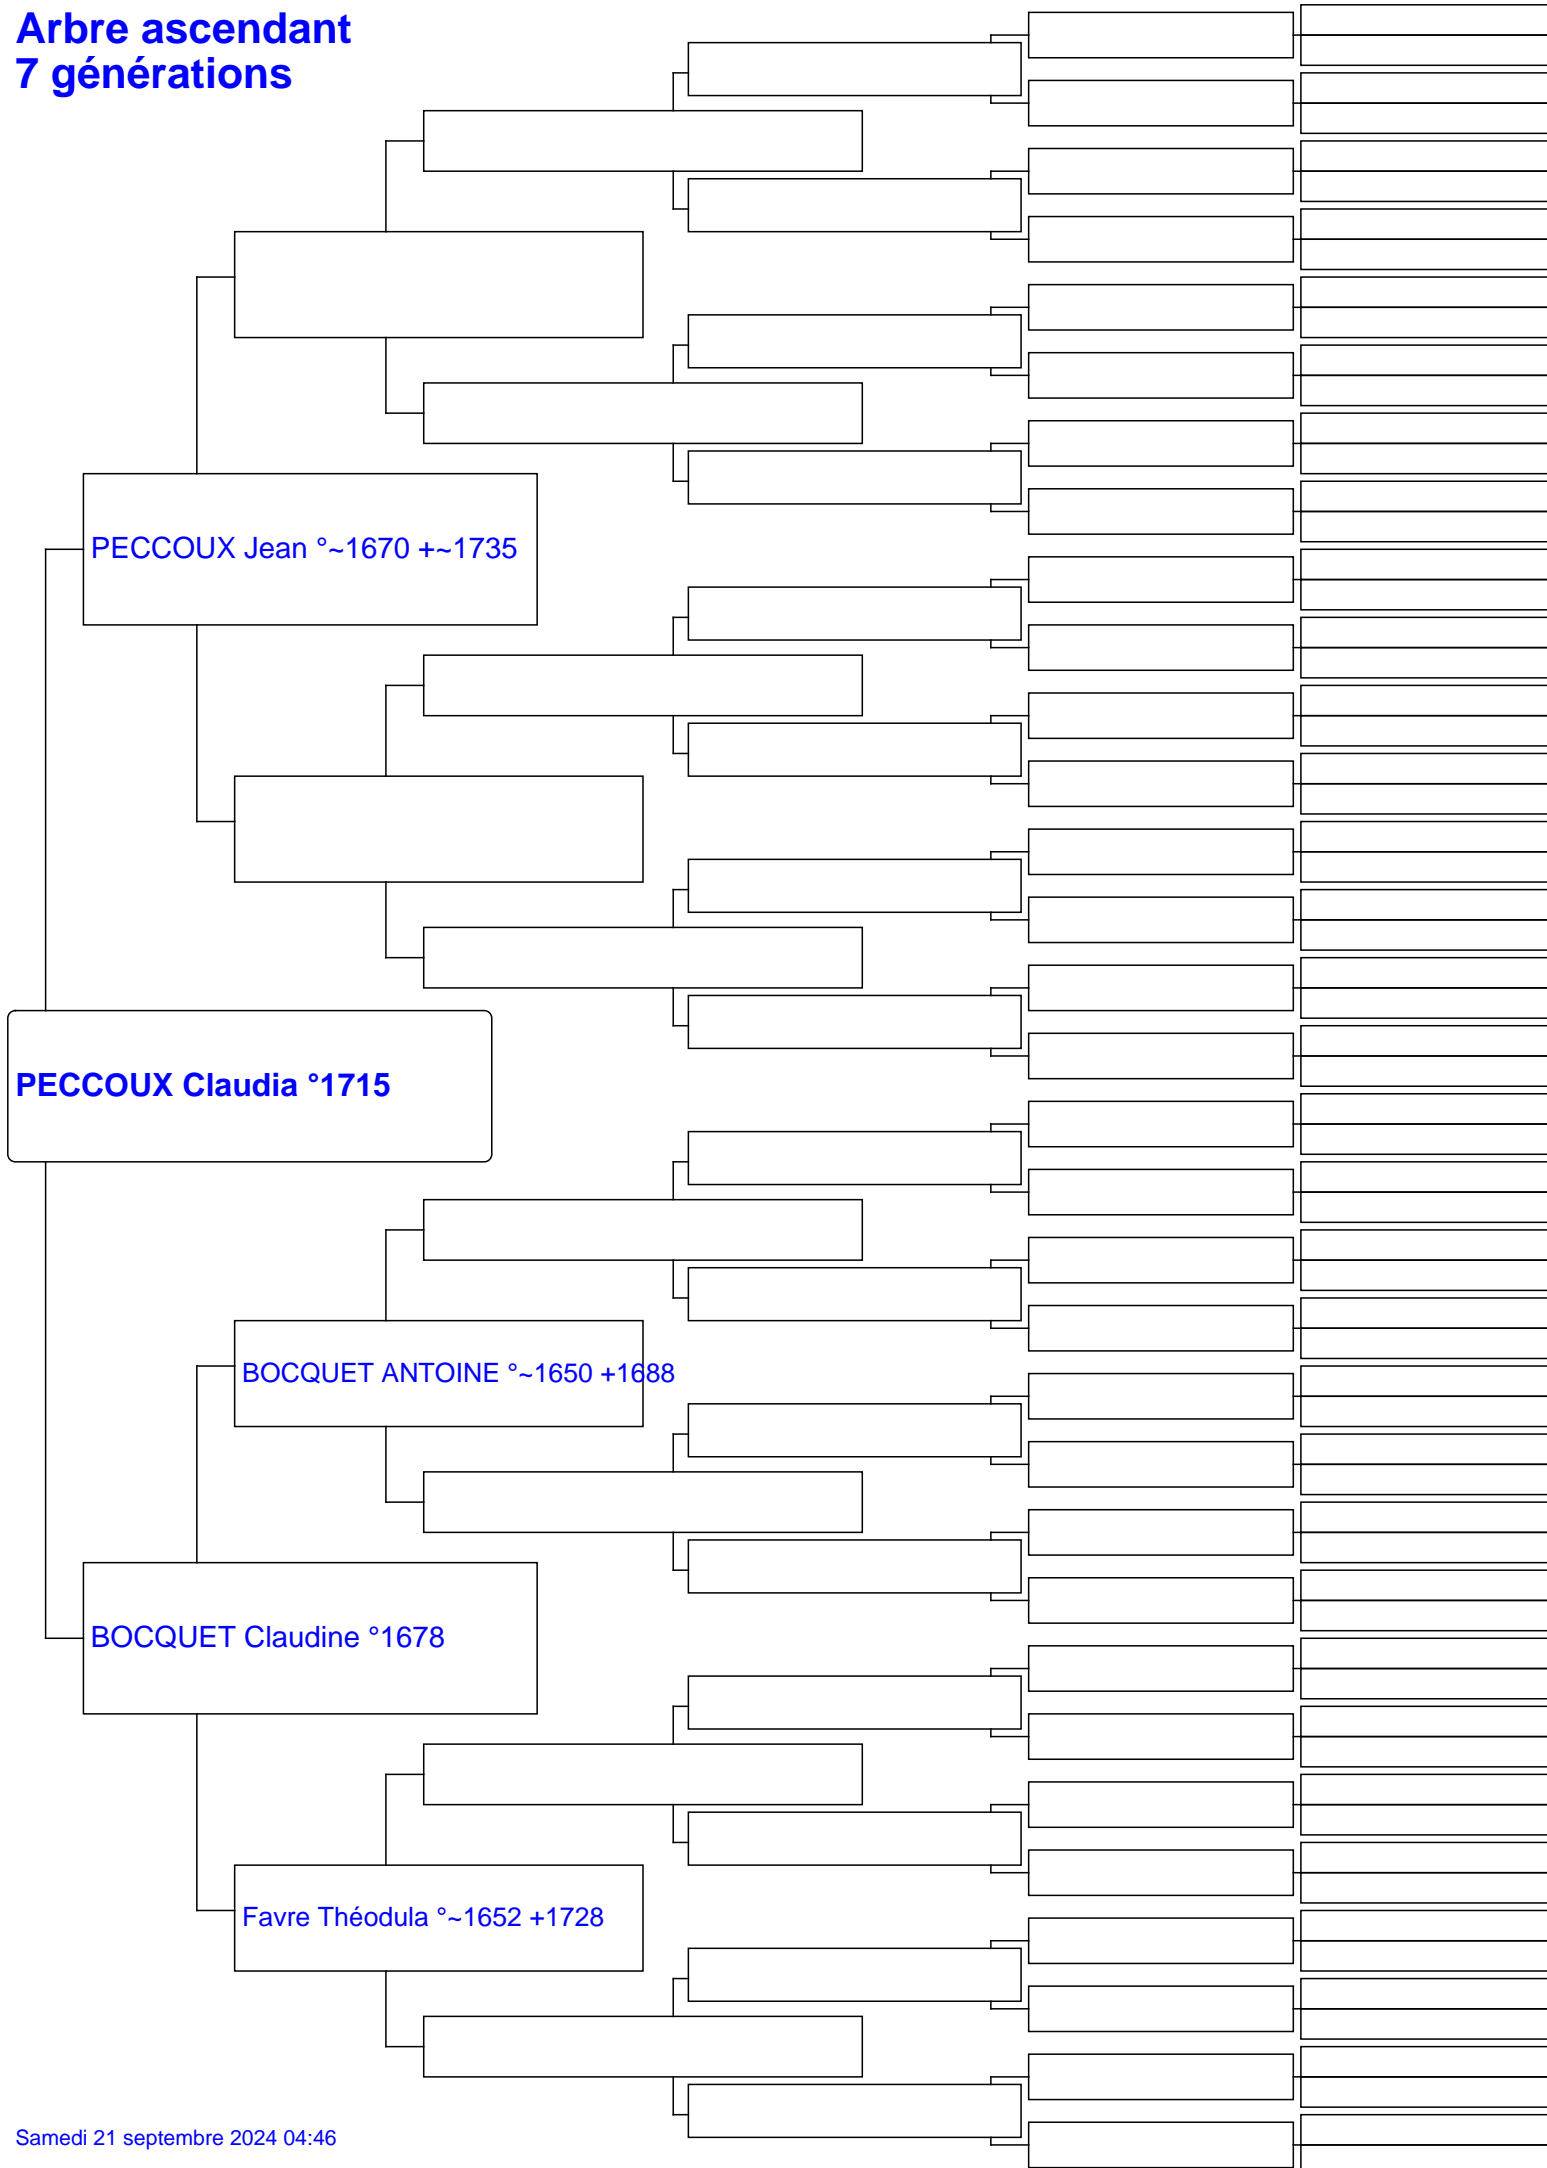 Arbre ascendant
7 générations
PECCOUX Jean °~1670 +~1735
PECCOUX Claudia °1715
BOCQUET ANTOINE °~1650 +1688
BOCQUET Claudine °1678
Favre Théodula °~1652 +1728
Samedi 21 septembre 2024 04:46